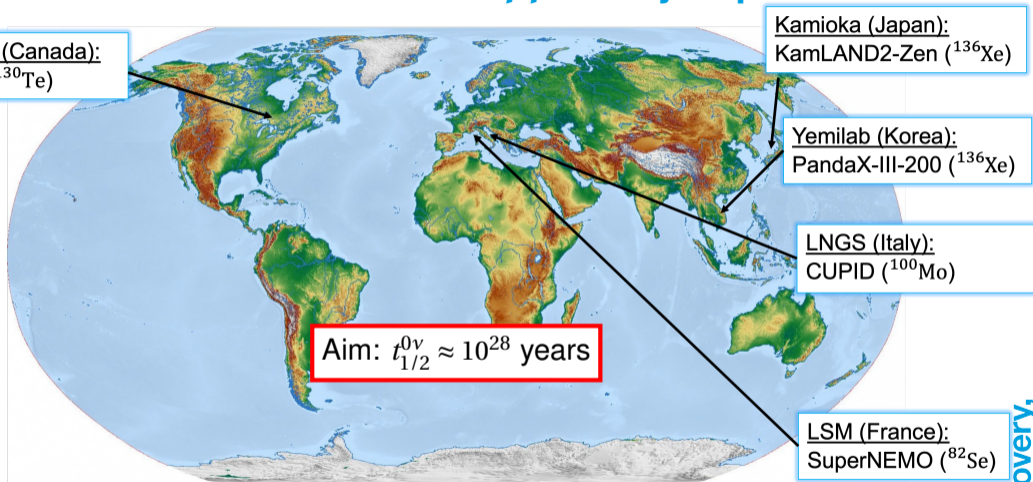 (Canada):
¹³⁰Te)
Kamioka (Japan):
KamLAND2-Zen (¹³⁶Xe)
Yemilab (Korea):
PandaX-III-200 (¹³⁶Xe)
LNGS (Italy):
CUPID (¹⁰⁰Mo)
Aim: t₁/₂⁰ᵛ ≈ 10²⁸ years
LSM (France):
SuperNEMO (⁸²Se)
overy,